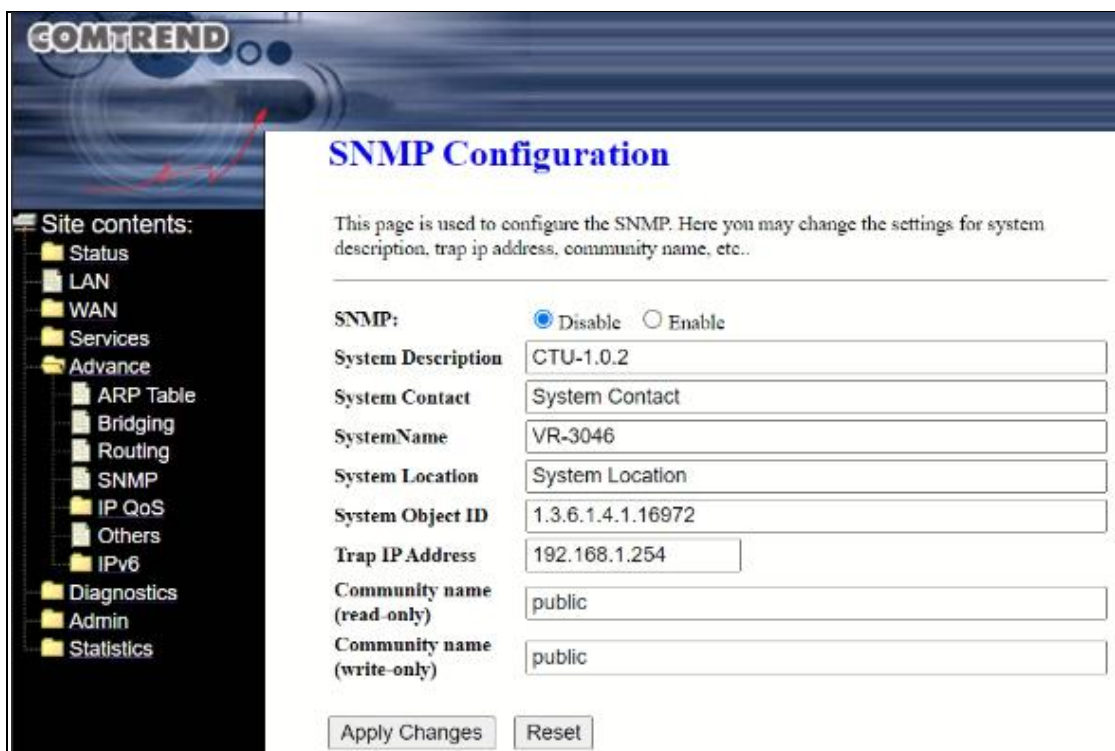 COMTREND
SNMP Configuration
This page is used to configure the SNMP. Here you may change the settings for system
description, trap ip address, community name, etc..
Site contents:
Status
LAN
WAN
Services
Advance
ARP Table
Bridging
Routing
SNMP
IP QoS
Others
IPv6
Diagnostics
Admin
Statistics
SNMP: Disable Enable
System Description CTU-1.0.2
System Contact System Contact
SystemName VR-3046
System Location System Location
System Object ID 1.3.6.1.4.1.16972
Trap IP Address 192.168.1.254
Community name
(read-only) public
Community name
(write-only) public
Apply Changes Reset